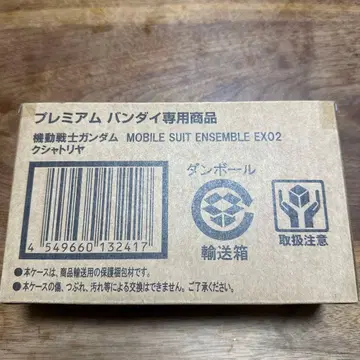 プレミアム バンダイ専用商品
機動戦士ガンダム MOBILE SUIT ENSEMBLE EX02
クシャトリヤ
ダンボール
4 549660 132417
輸送箱
取扱注意
●本ケースは、商品輸送用の保護梱包材です。
●本ケースの傷、つぶれ、汚れ等による交換はできません。ご了承ください。